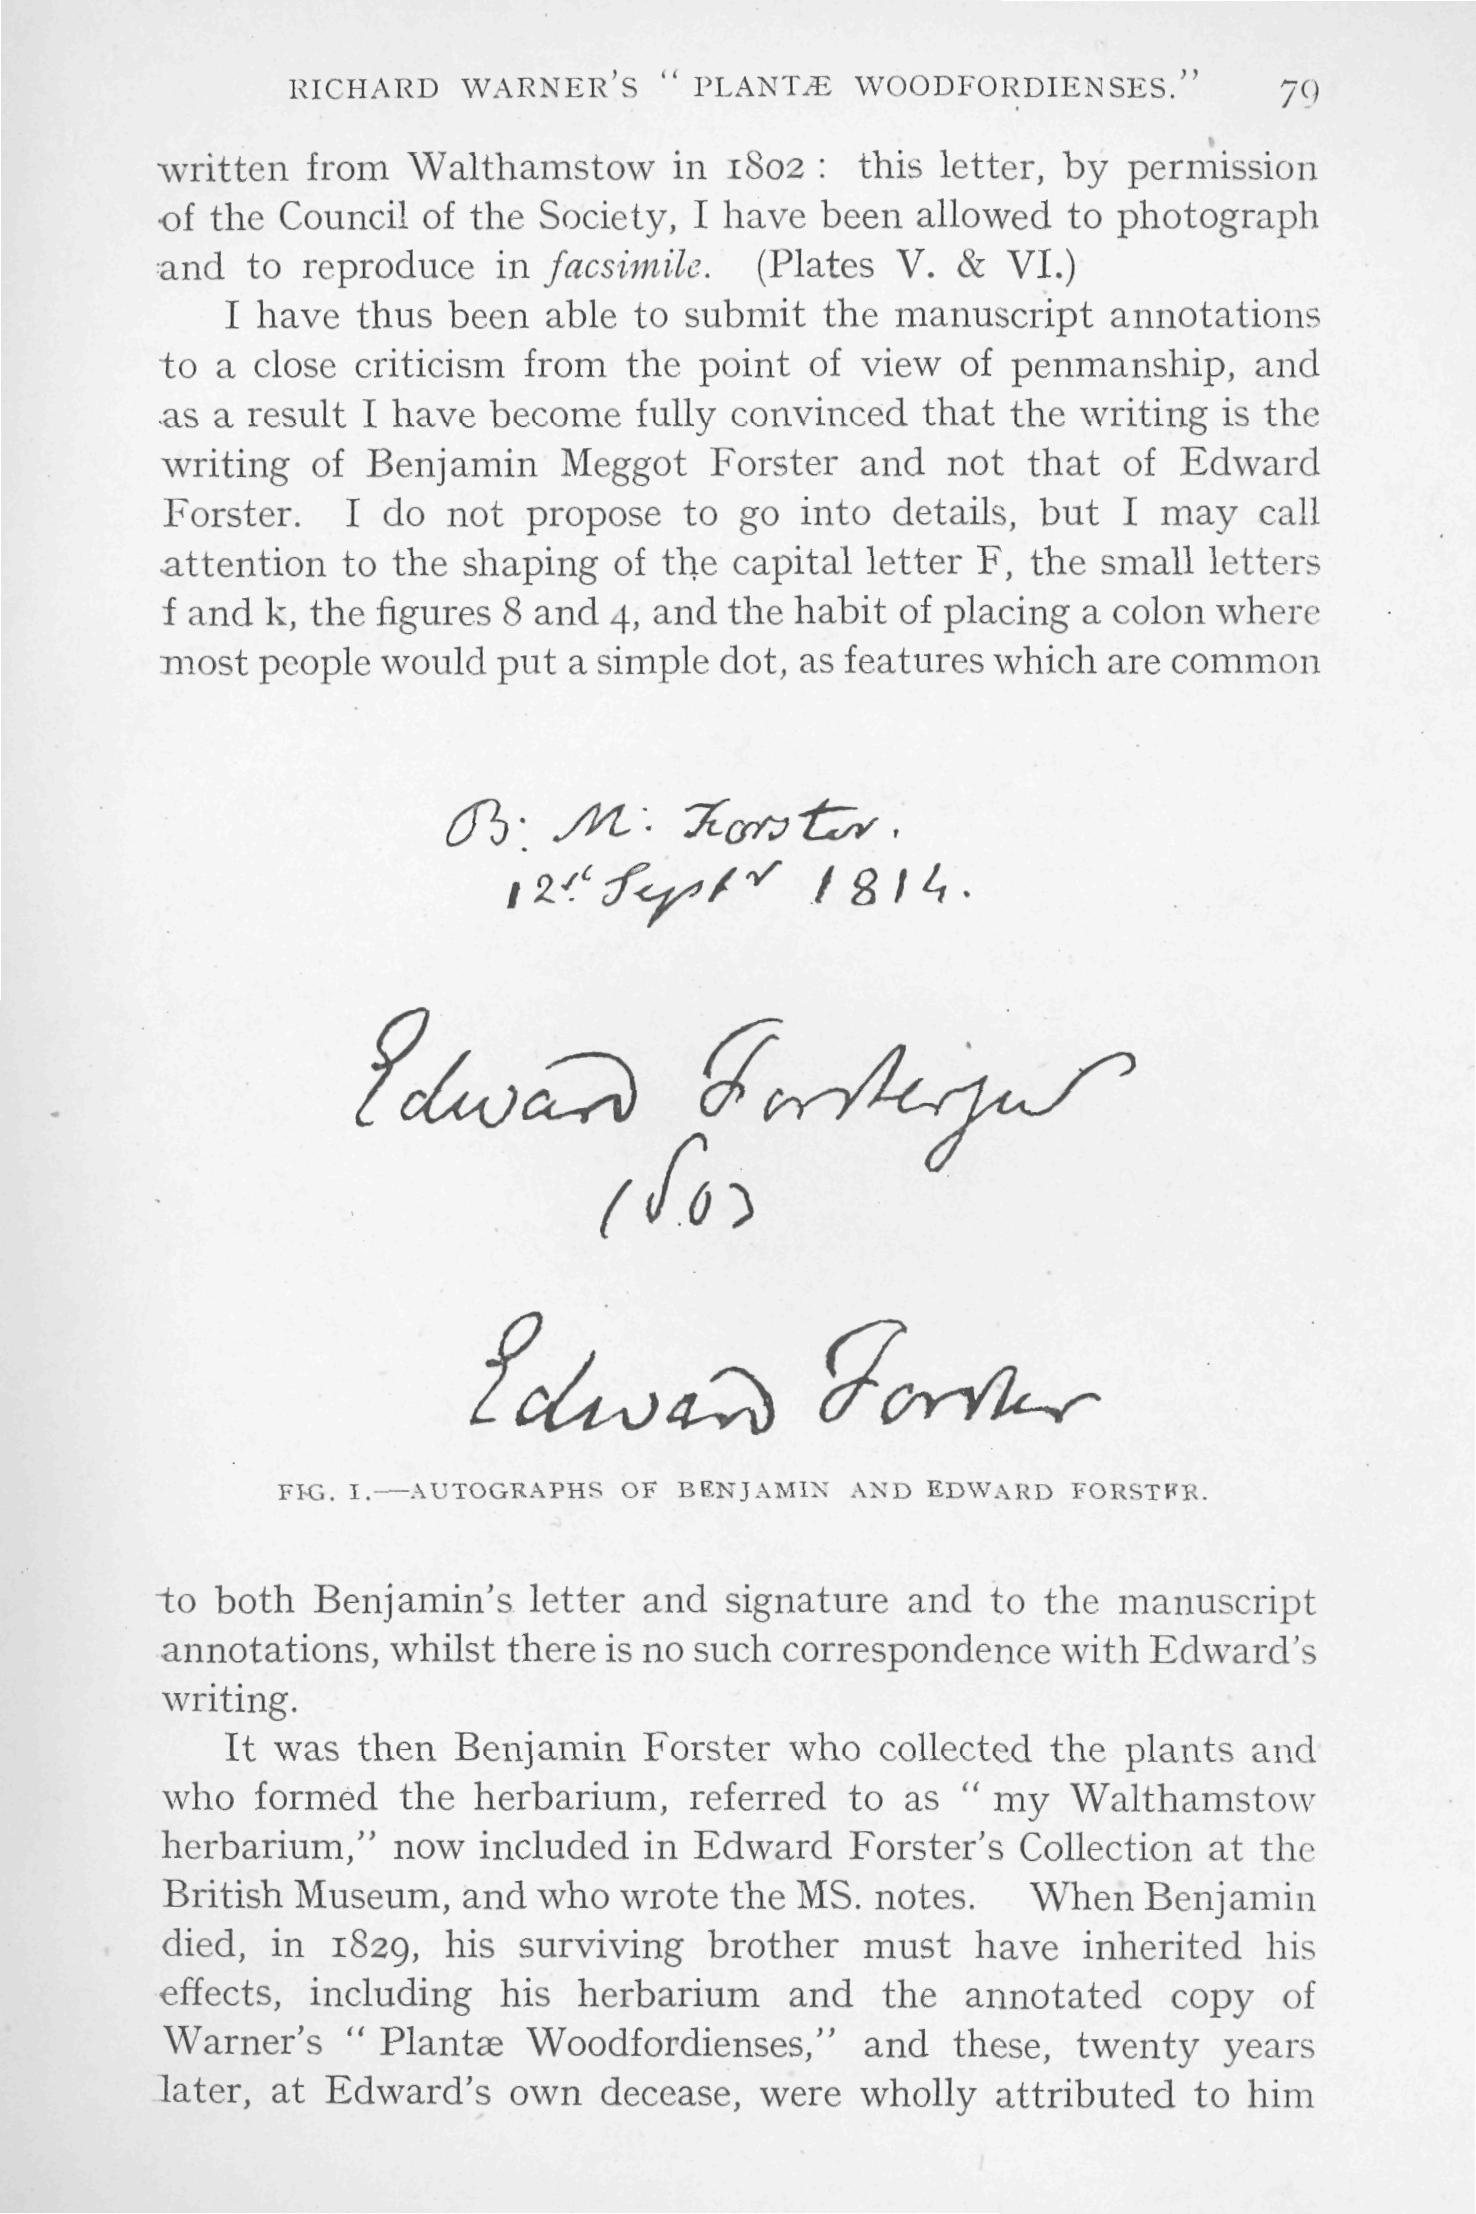 RICHARD WARNER'S " PLANTÆ WOODFORDIENSES." 79
written from Walthamstow in 1802 : this letter, by permission
of the Council of the Society, I have been allowed to photograph
and to reproduce in facsimile. (Plates V. & VI.)
I have thus been able to submit the manuscript annotations
to a close criticism from the point of view of penmanship, and
as a result I have become fully convinced that the writing is the
writing of Benjamin Meggot Forster and not that of Edward
Forster. I do not propose to go into details, but I may call
attention to the shaping of the capital letter F, the small letters
f and k, the figures 8 and 4, and the habit of placing a colon where
most people would put a simple dot, as features which are common
B: M: Forster.
12th Septr 1814.
Edward Forster jun
1803
Edward Forster
FIG. 1.—AUTOGRAPHS OF BENJAMIN AND EDWARD FORSTER.
to both Benjamin's letter and signature and to the manuscript
annotations, whilst there is no such correspondence with Edward's
writing.
It was then Benjamin Forster who collected the plants and
who formed the herbarium, referred to as " my Walthamstow
herbarium," now included in Edward Forster's Collection at the
British Museum, and who wrote the MS. notes. When Benjamin
died, in 1829, his surviving brother must have inherited his
effects, including his herbarium and the annotated copy of
Warner's " Plantæ Woodfordienses," and these, twenty years
later, at Edward's own decease, were wholly attributed to him